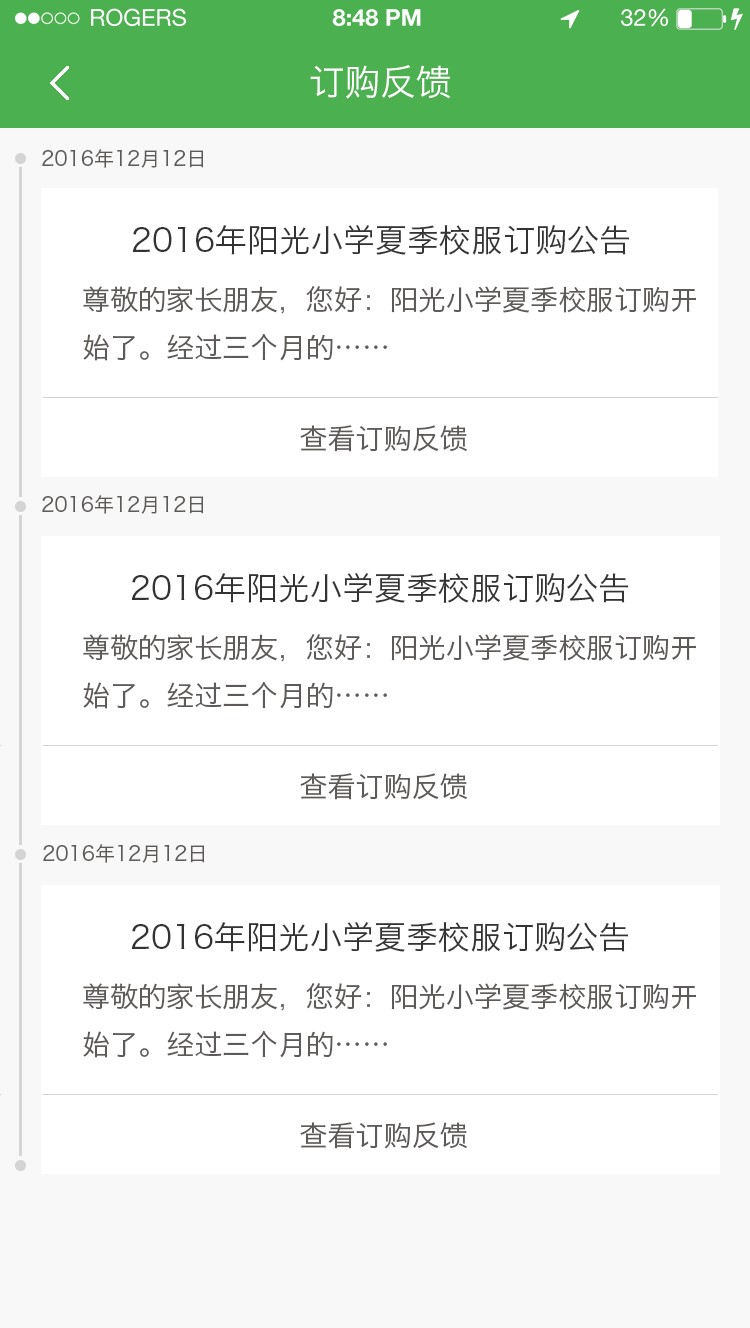 ROGERS 8:48 PM 32%
订购反馈
2016年12月12日
2016年阳光小学夏季校服订购公告
尊敬的家长朋友，您好：阳光小学夏季校服订购开
始了。经过三个月的……
查看订购反馈
2016年12月12日
2016年阳光小学夏季校服订购公告
尊敬的家长朋友，您好：阳光小学夏季校服订购开
始了。经过三个月的……
查看订购反馈
2016年12月12日
2016年阳光小学夏季校服订购公告
尊敬的家长朋友，您好：阳光小学夏季校服订购开
始了。经过三个月的……
查看订购反馈